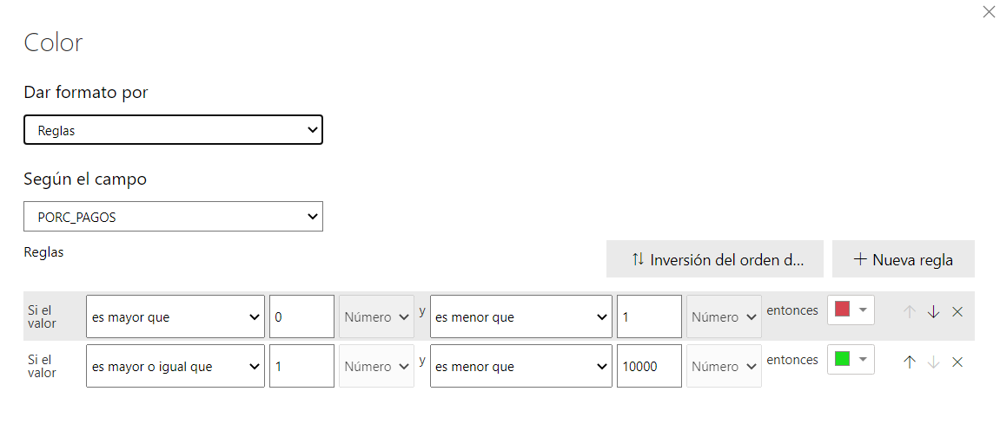 Color
Dar formato por
Reglas
Según el campo
PORC_PAGOS
Reglas
Inversión del orden d...
Nueva regla
Si el valor es mayor que 0 Número y es menor que 1 Número entonces
Si el valor es mayor o igual que 1 Número y es menor que 10000 Número entonces